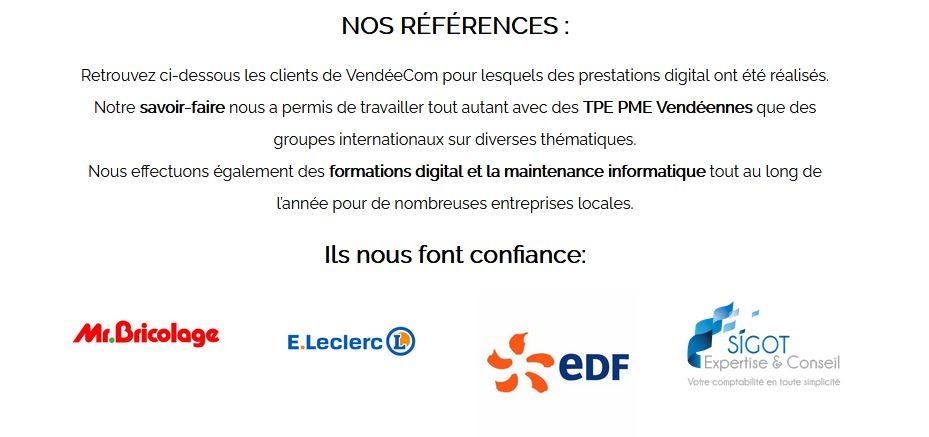 NOS RÉFÉRENCES :
Retrouvez ci-dessous les clients de VendéeCom pour lesquels des prestations digital ont été réalisés.
Notre savoir-faire nous a permis de travailler tout autant avec des TPE PME Vendéennes que des
groupes internationaux sur diverses thématiques.
Nous effectuons également des formations digital et la maintenance informatique tout au long de
l'année pour de nombreuses entreprises locales.
Ils nous font confiance:
Mr.Bricolage
E.Leclerc L
eDF
SIGOT
Expertise & Conseil
Votre comptabilité en toute simplicité